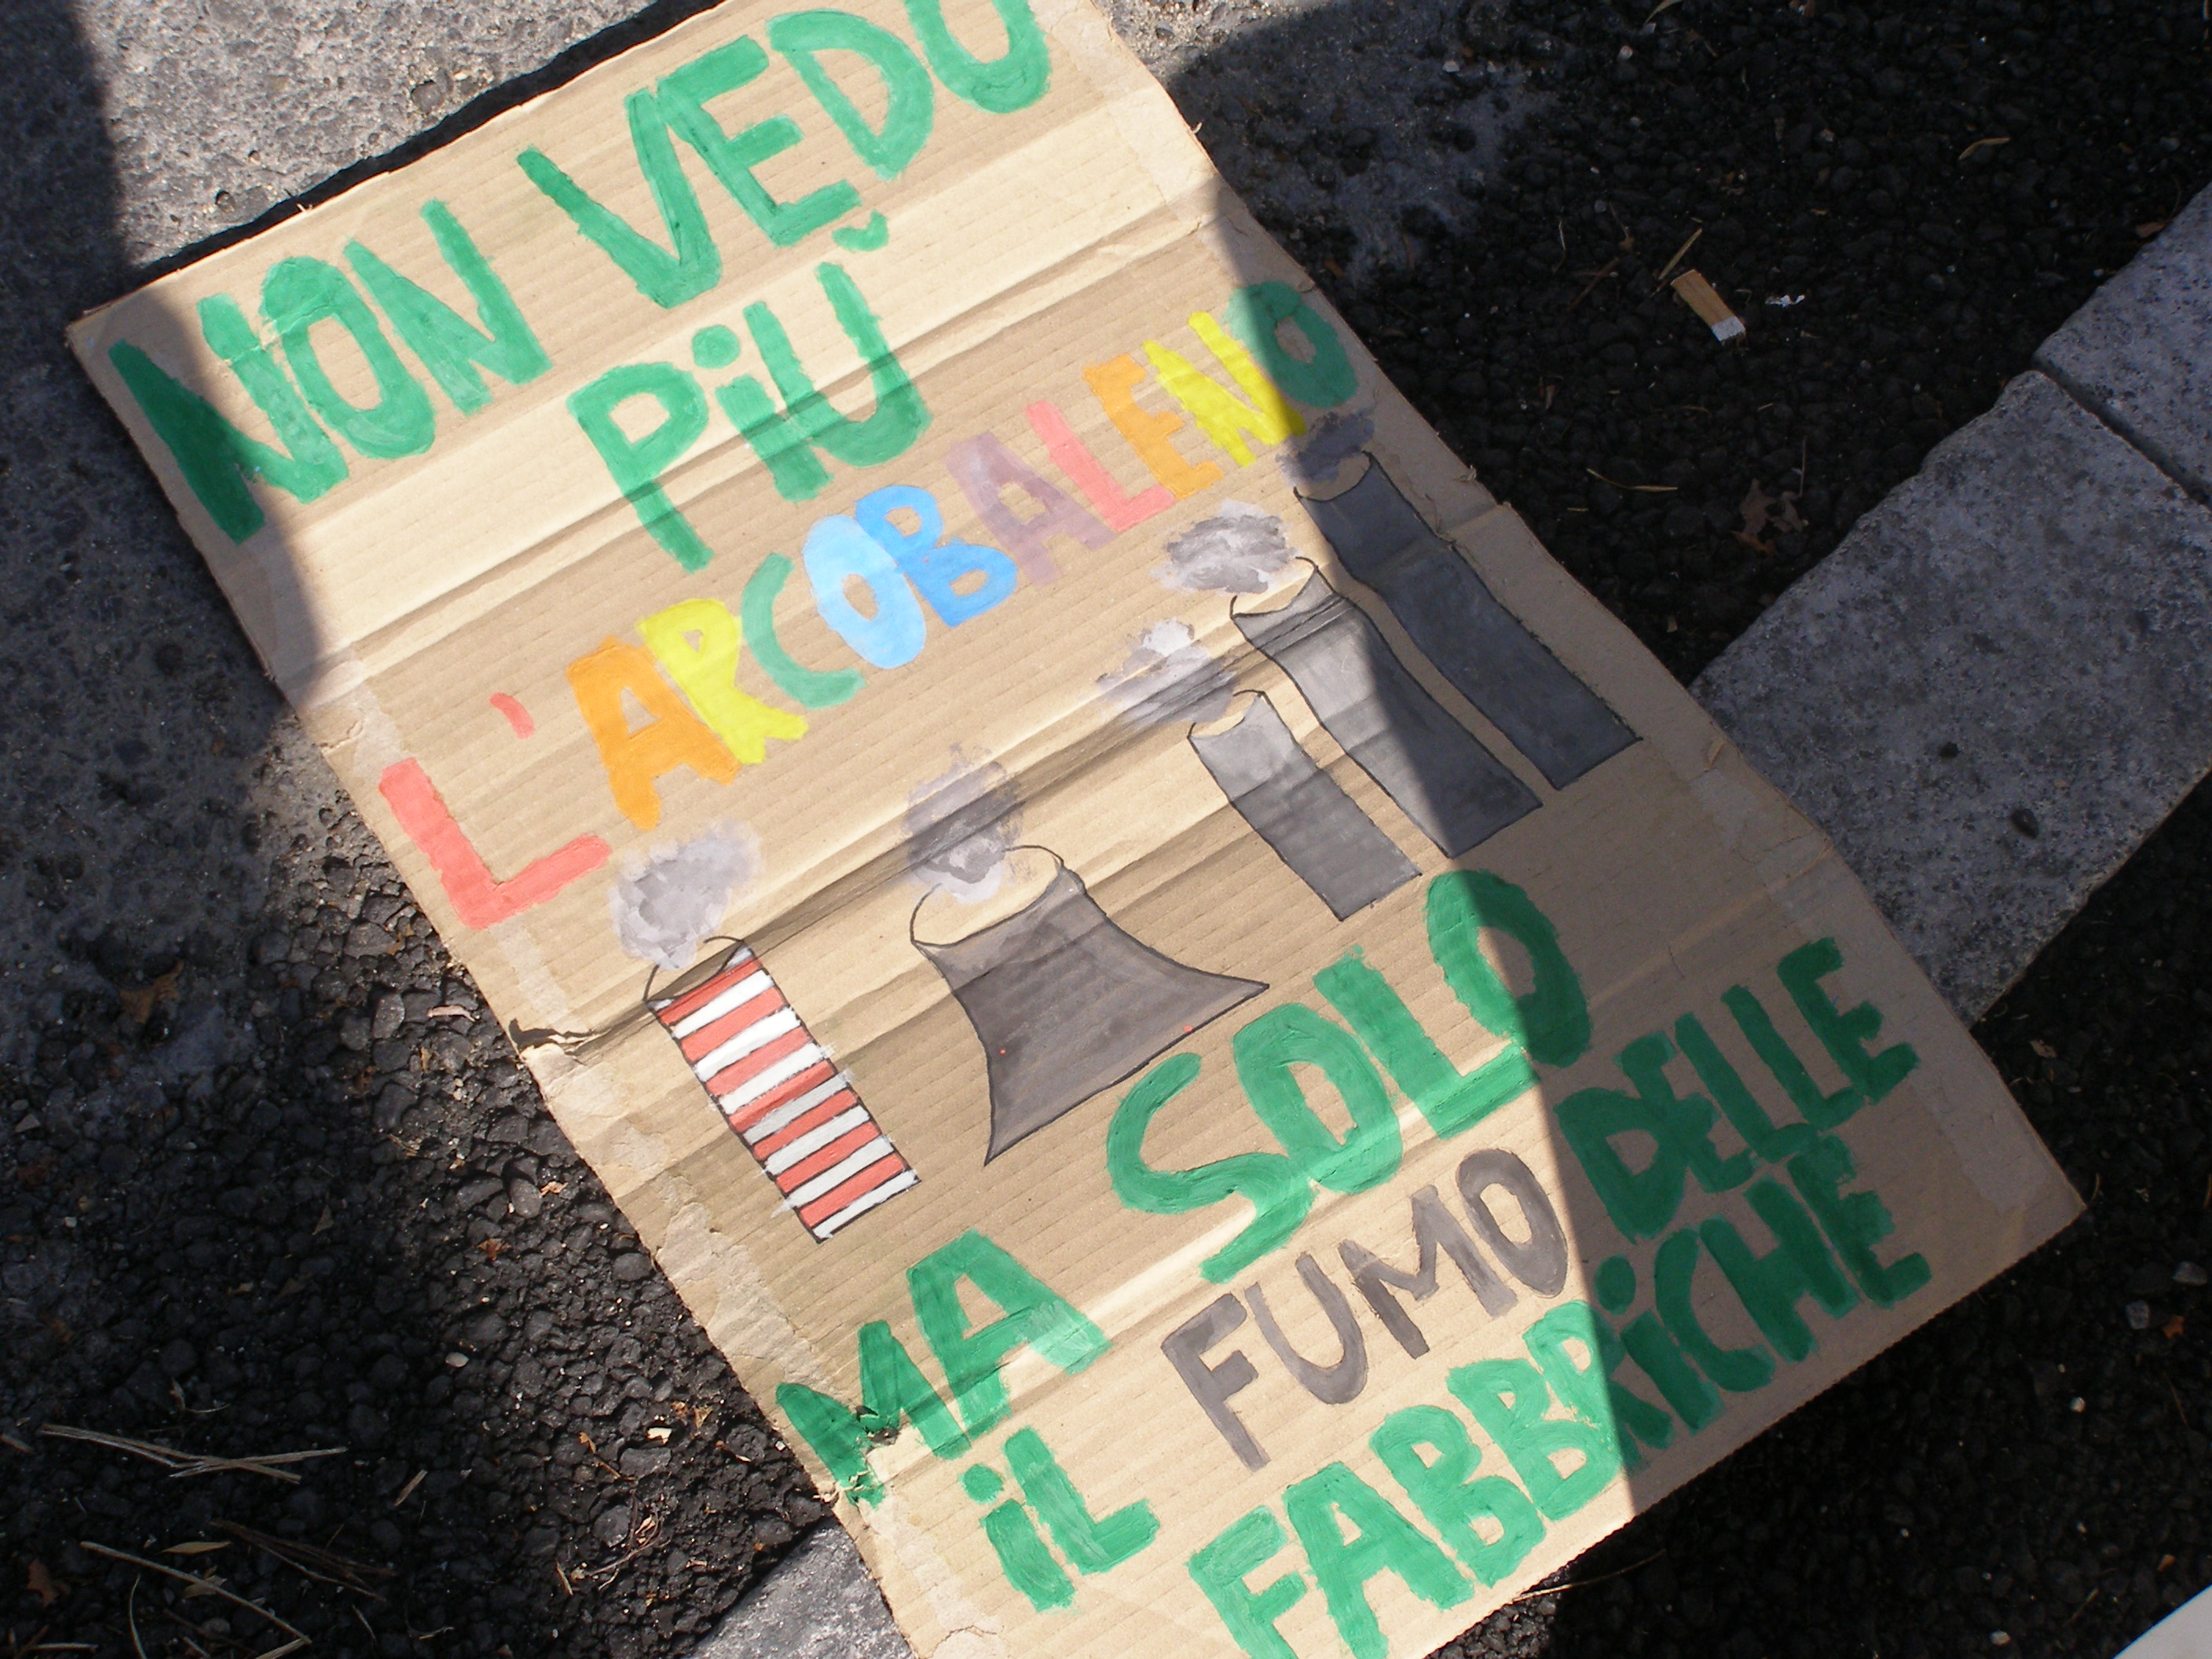 NON VEDO
PiÙ
L'ARCOBALENO
MA SOLO
iL FUMO DELLE
FABBRiCHE